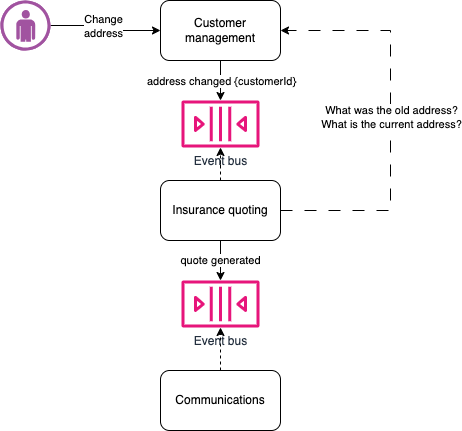 Change
address
Customer
management
address changed {customerId}
What was the old address?
What is the current address?
Event bus
Insurance quoting
quote generated
Event bus
Communications